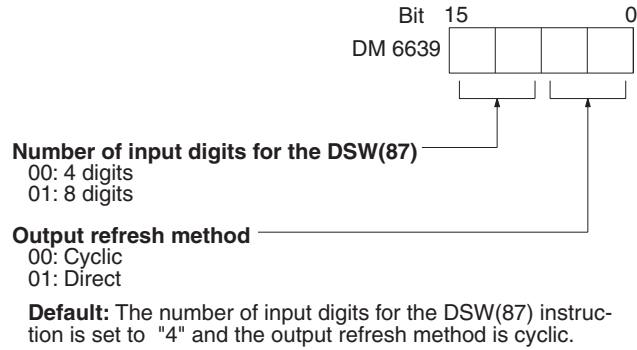 Bit 15 0
DM 6639
Number of input digits for the DSW(87)
00: 4 digits
01: 8 digits
Output refresh method
00: Cyclic
01: Direct
Default: The number of input digits for the DSW(87) instruc-
tion is set to "4" and the output refresh method is cyclic.